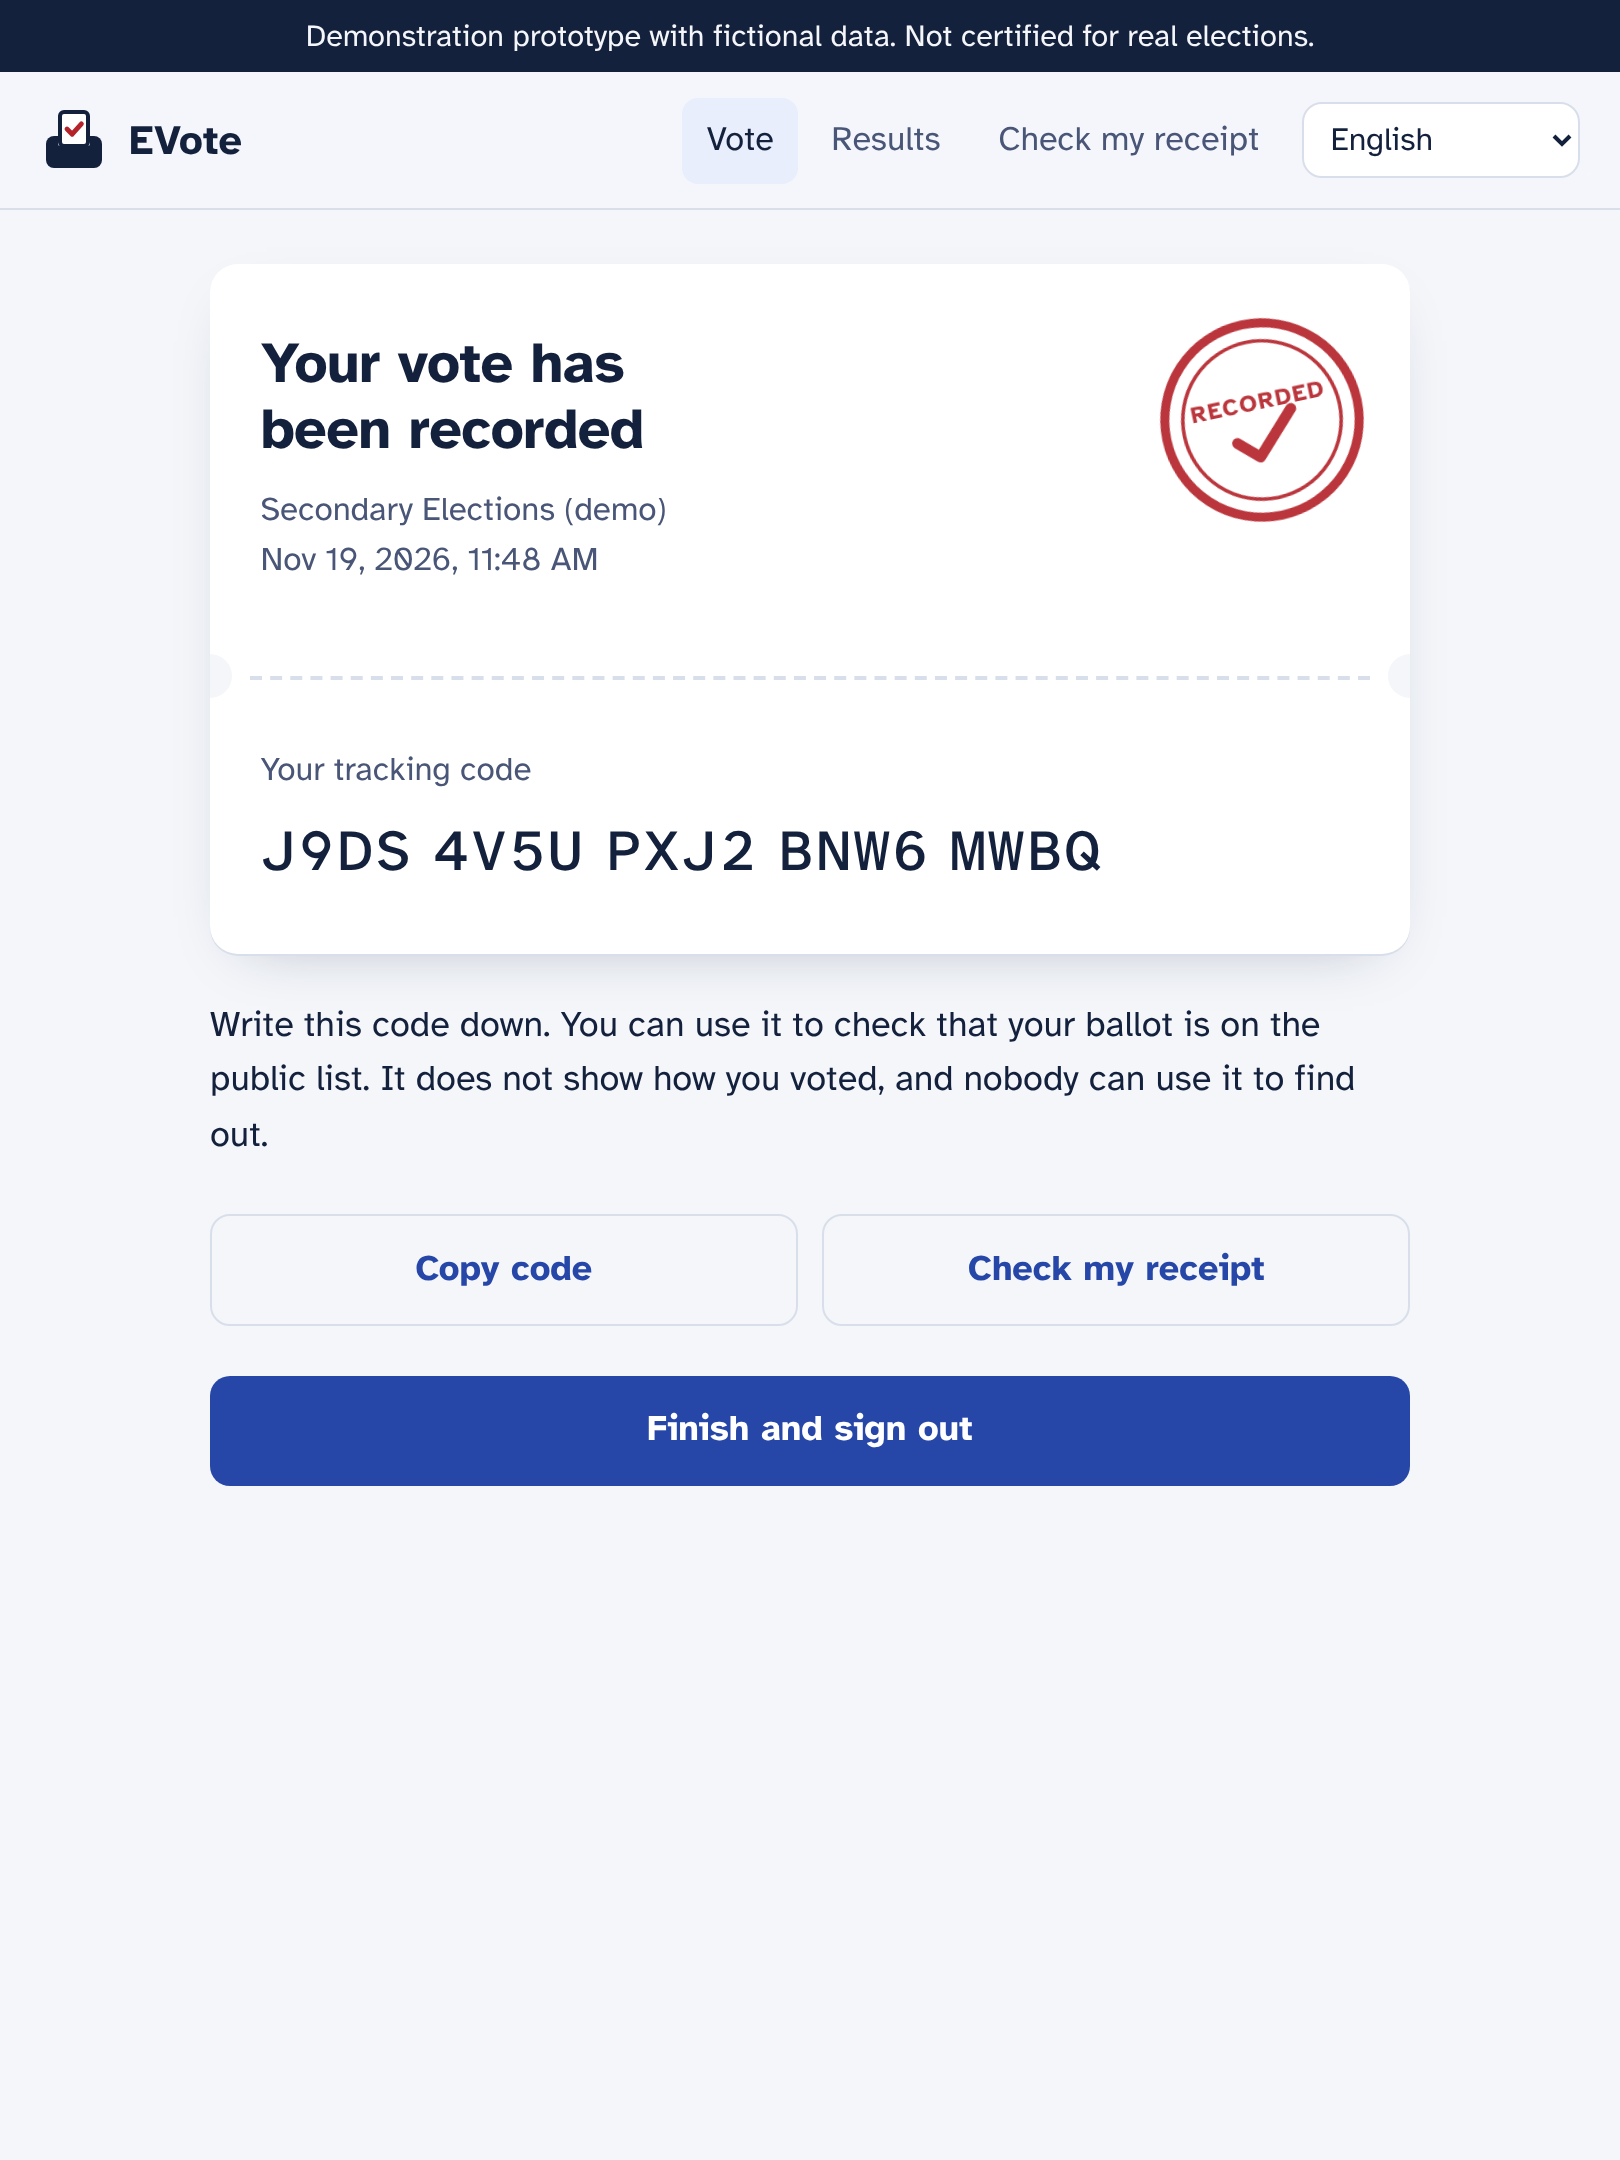 Demonstration prototype with fictional data. Not certified for real elections.
EVote
Vote
Results
Check my receipt
English
Your vote has
been recorded
RECORDED
Secondary Elections (demo)
Nov 19, 2026, 11:48 AM
Your tracking code
J9DS 4V5U PXJ2 BNW6 MWBQ
Write this code down. You can use it to check that your ballot is on the
public list. It does not show how you voted, and nobody can use it to find
out.
Copy code
Check my receipt
Finish and sign out